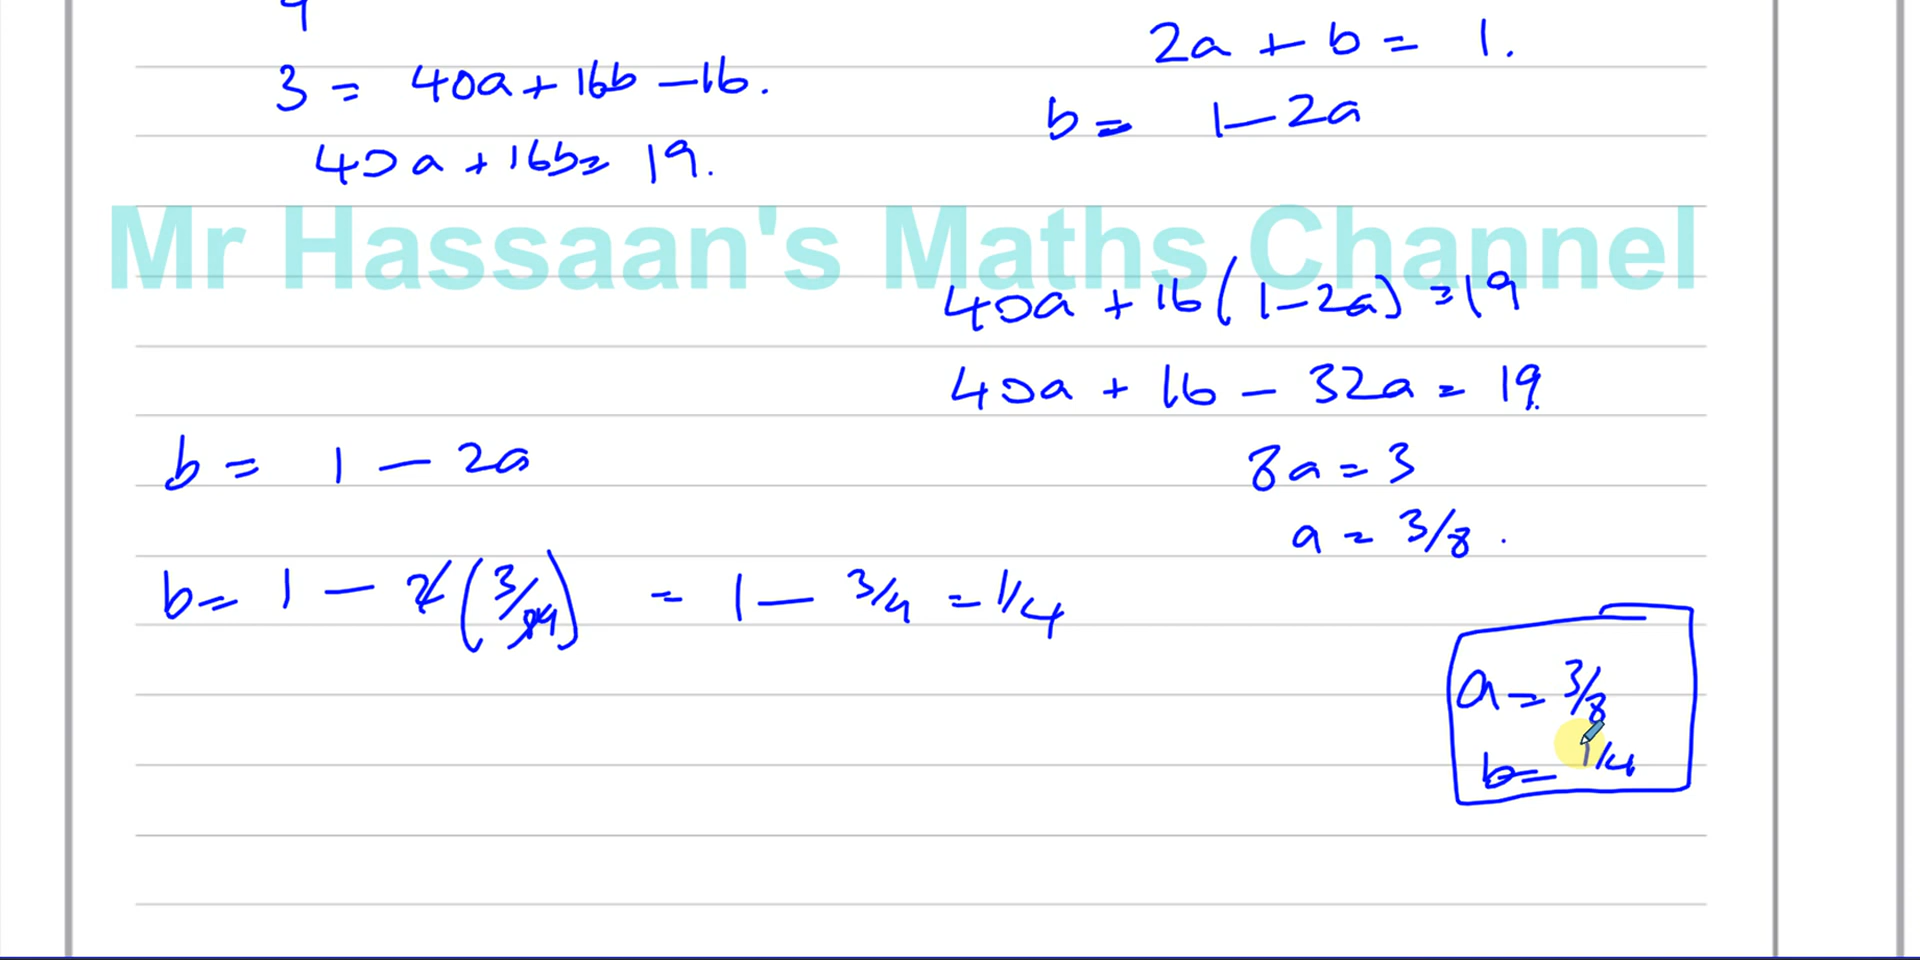 2a + b = 1.
3 = 40a + 16b - 16.
b = 1 - 2a
40a + 16b = 19.
Mr Hassaan's Maths Channel
40a + 16(1 - 2a) = 19
40a + 16 - 32a = 19.
b = 1 - 2a
8a = 3
a = 3/8.
b = 1 - 2(3/84) = 1 - 3/4 = 1/4
a = 3/8
b = 1/4